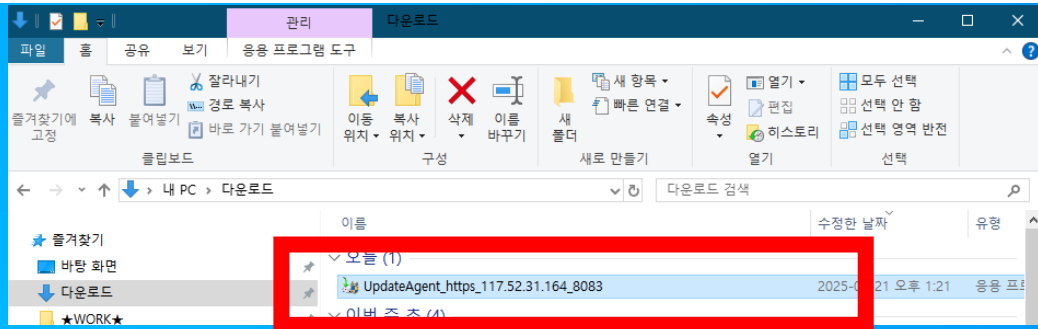 관리
다운로드
파일
홈
공유
보기
응용 프로그램 도구
즐겨찾기에
고정
복사
붙여넣기
잘라내기
경로 복사
바로 가기 붙여넣기
클립보드
이동
위치
복사
위치
삭제
이름
바꾸기
구성
새
폴더
새 항목
빠른 연결
새로 만들기
속성
열기
편집
히스토리
열기
모두 선택
선택 안 함
선택 영역 반전
선택
내 PC > 다운로드
다운로드 검색
이름
수정한 날짜
유형
즐겨찾기
바탕 화면
다운로드
★WORK★
오늘 (1)
UpdateAgent_https_117.52.31.164_8083
21 오후 1:21
응용
이번 주 초 (4)